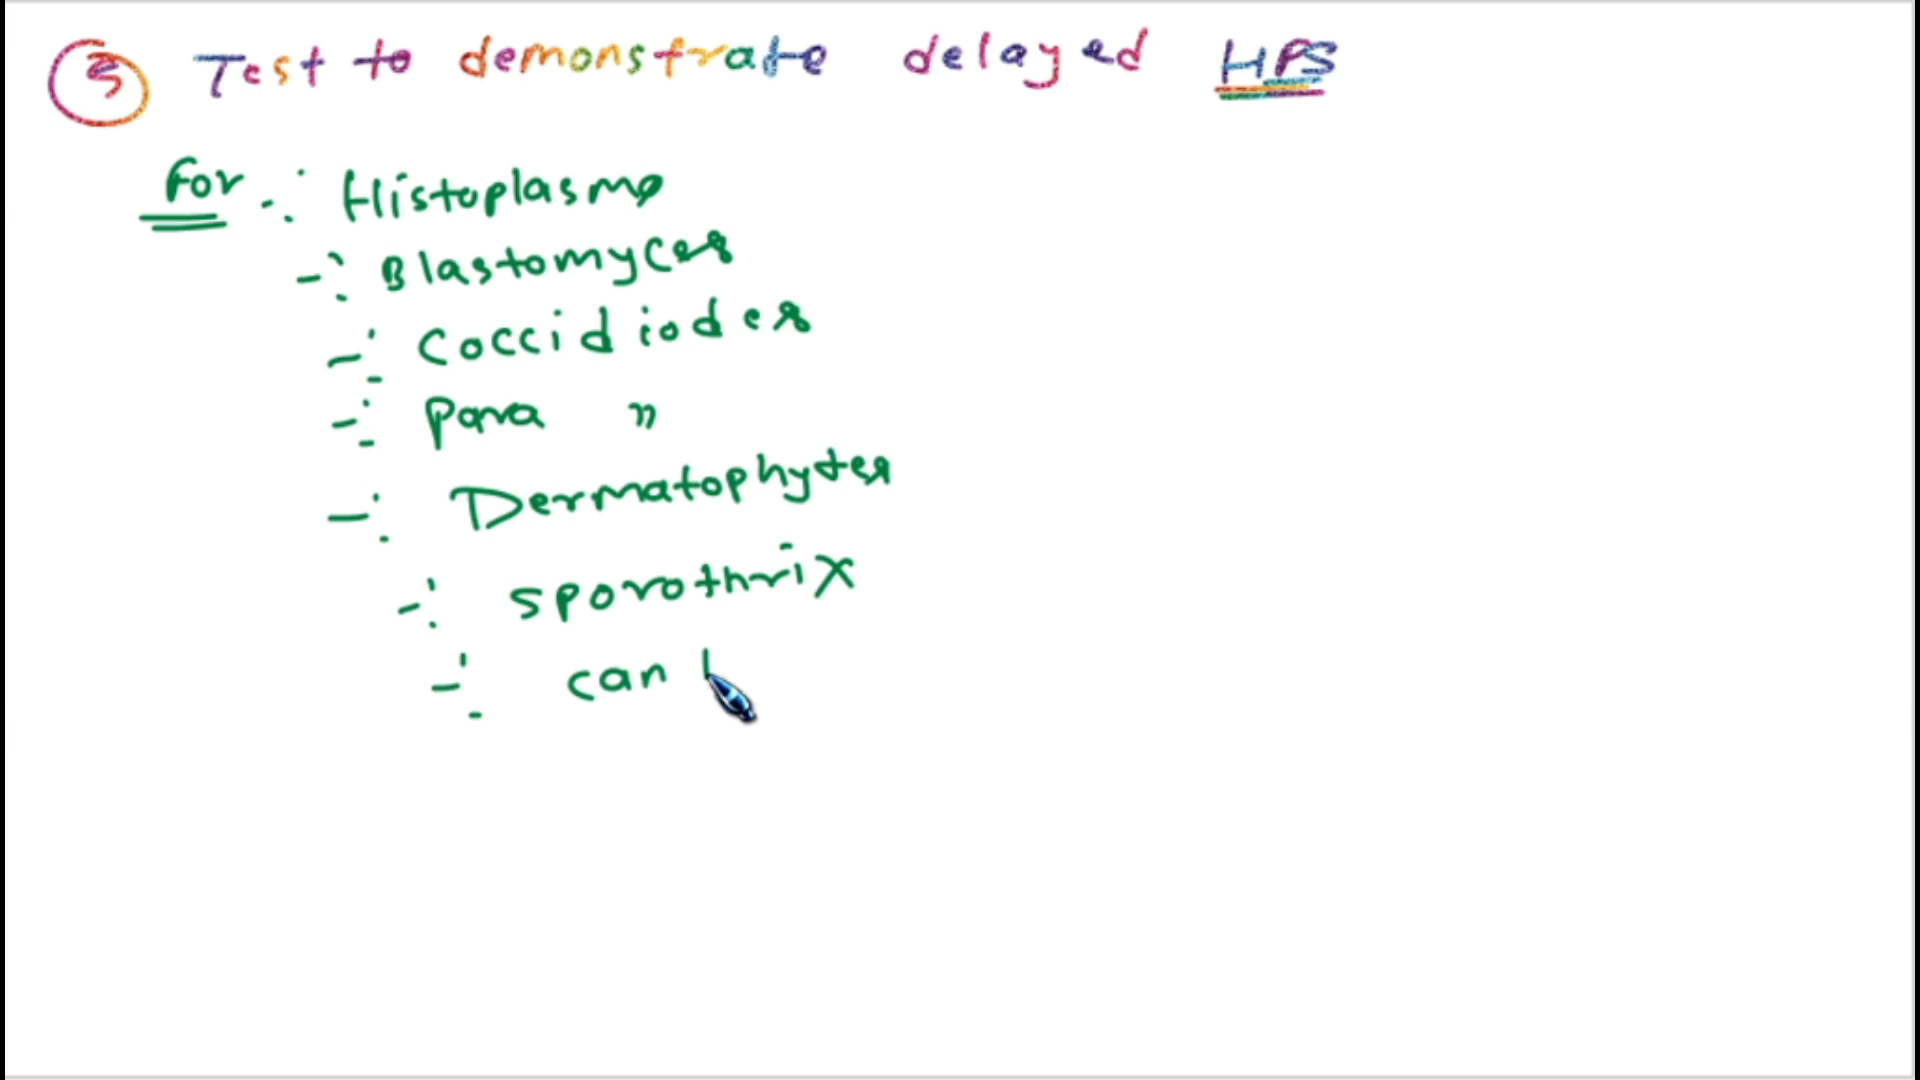 ③ Test to demonstrate delayed HPS
For -: Histoplasma
-: Blastomyces
-: Coccidiodes
-: Para "
-: Dermatophytes
-: Sporothrix
-: can